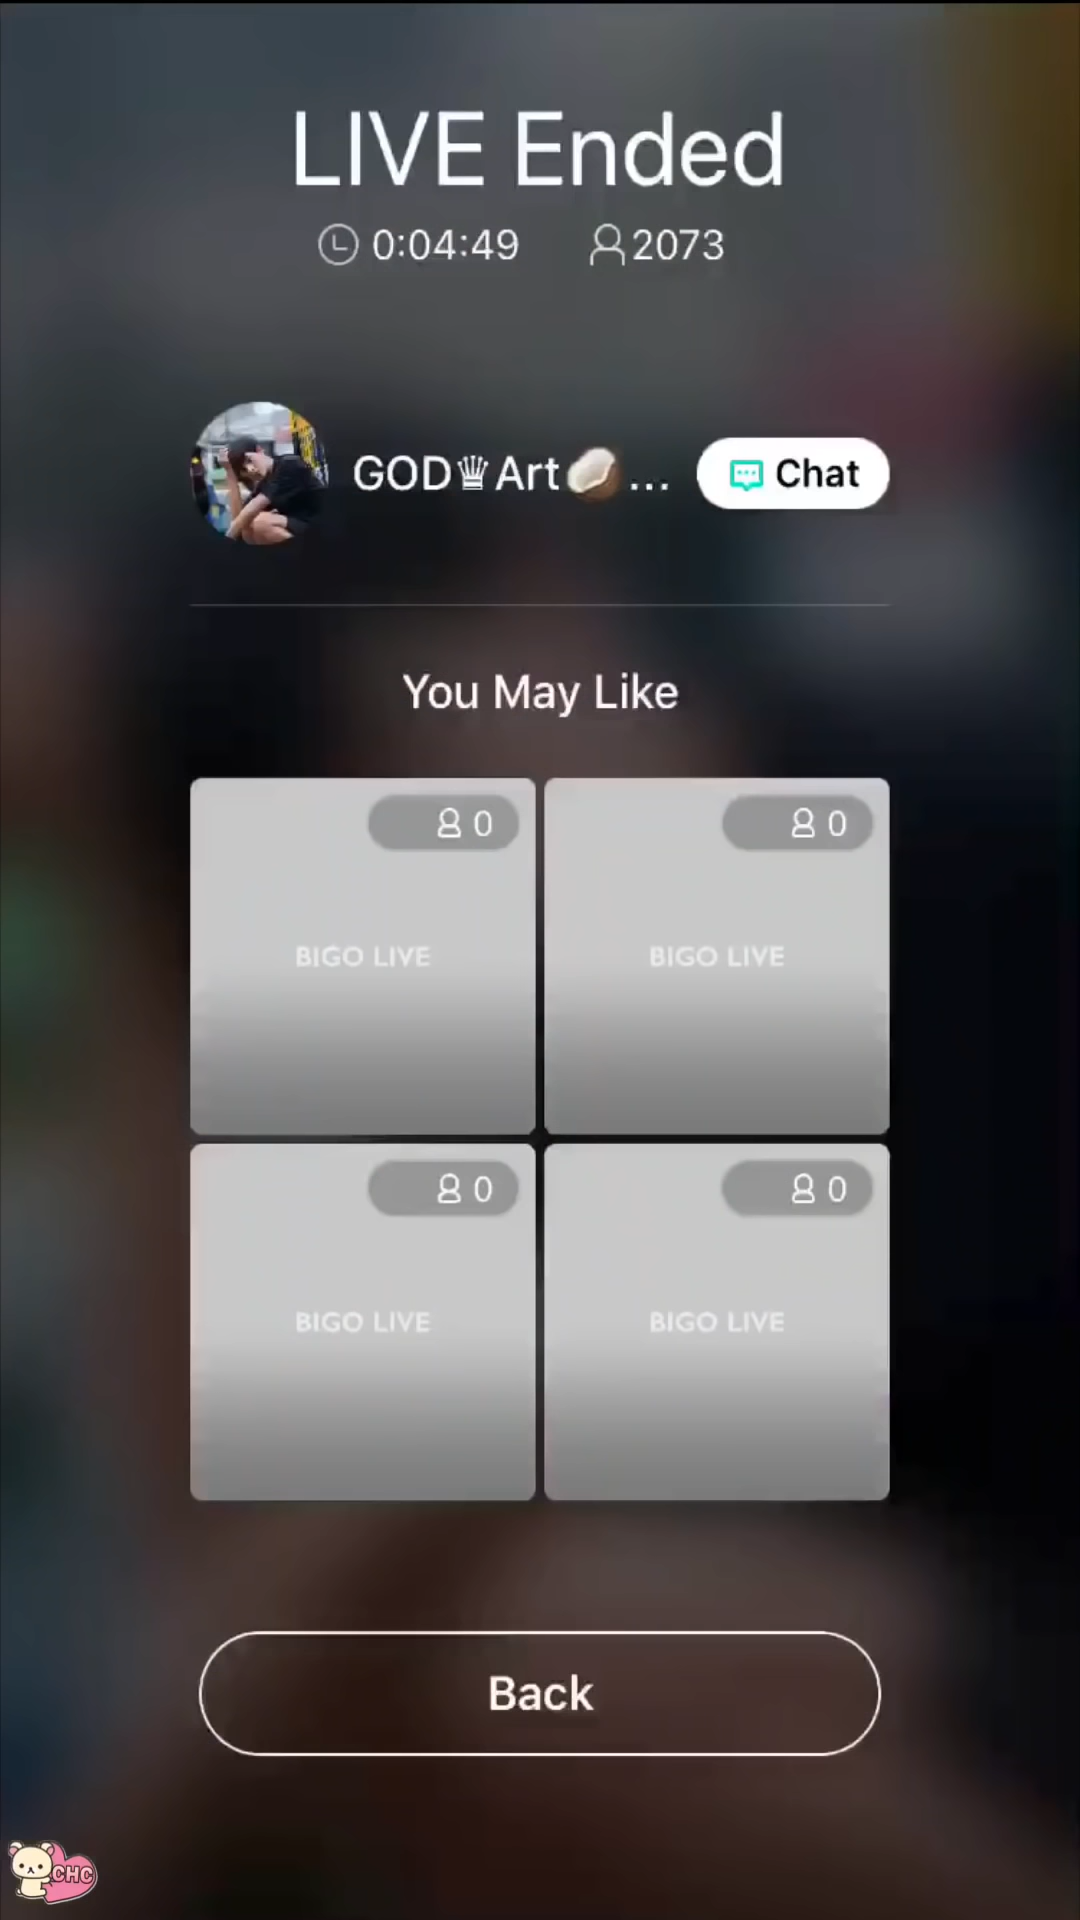 LIVE Ended
0:04:49 2073
GOD♛Art🥥... Chat
You May Like
0 0
BIGO LIVE BIGO LIVE
0 0
BIGO LIVE BIGO LIVE
Back
CHC